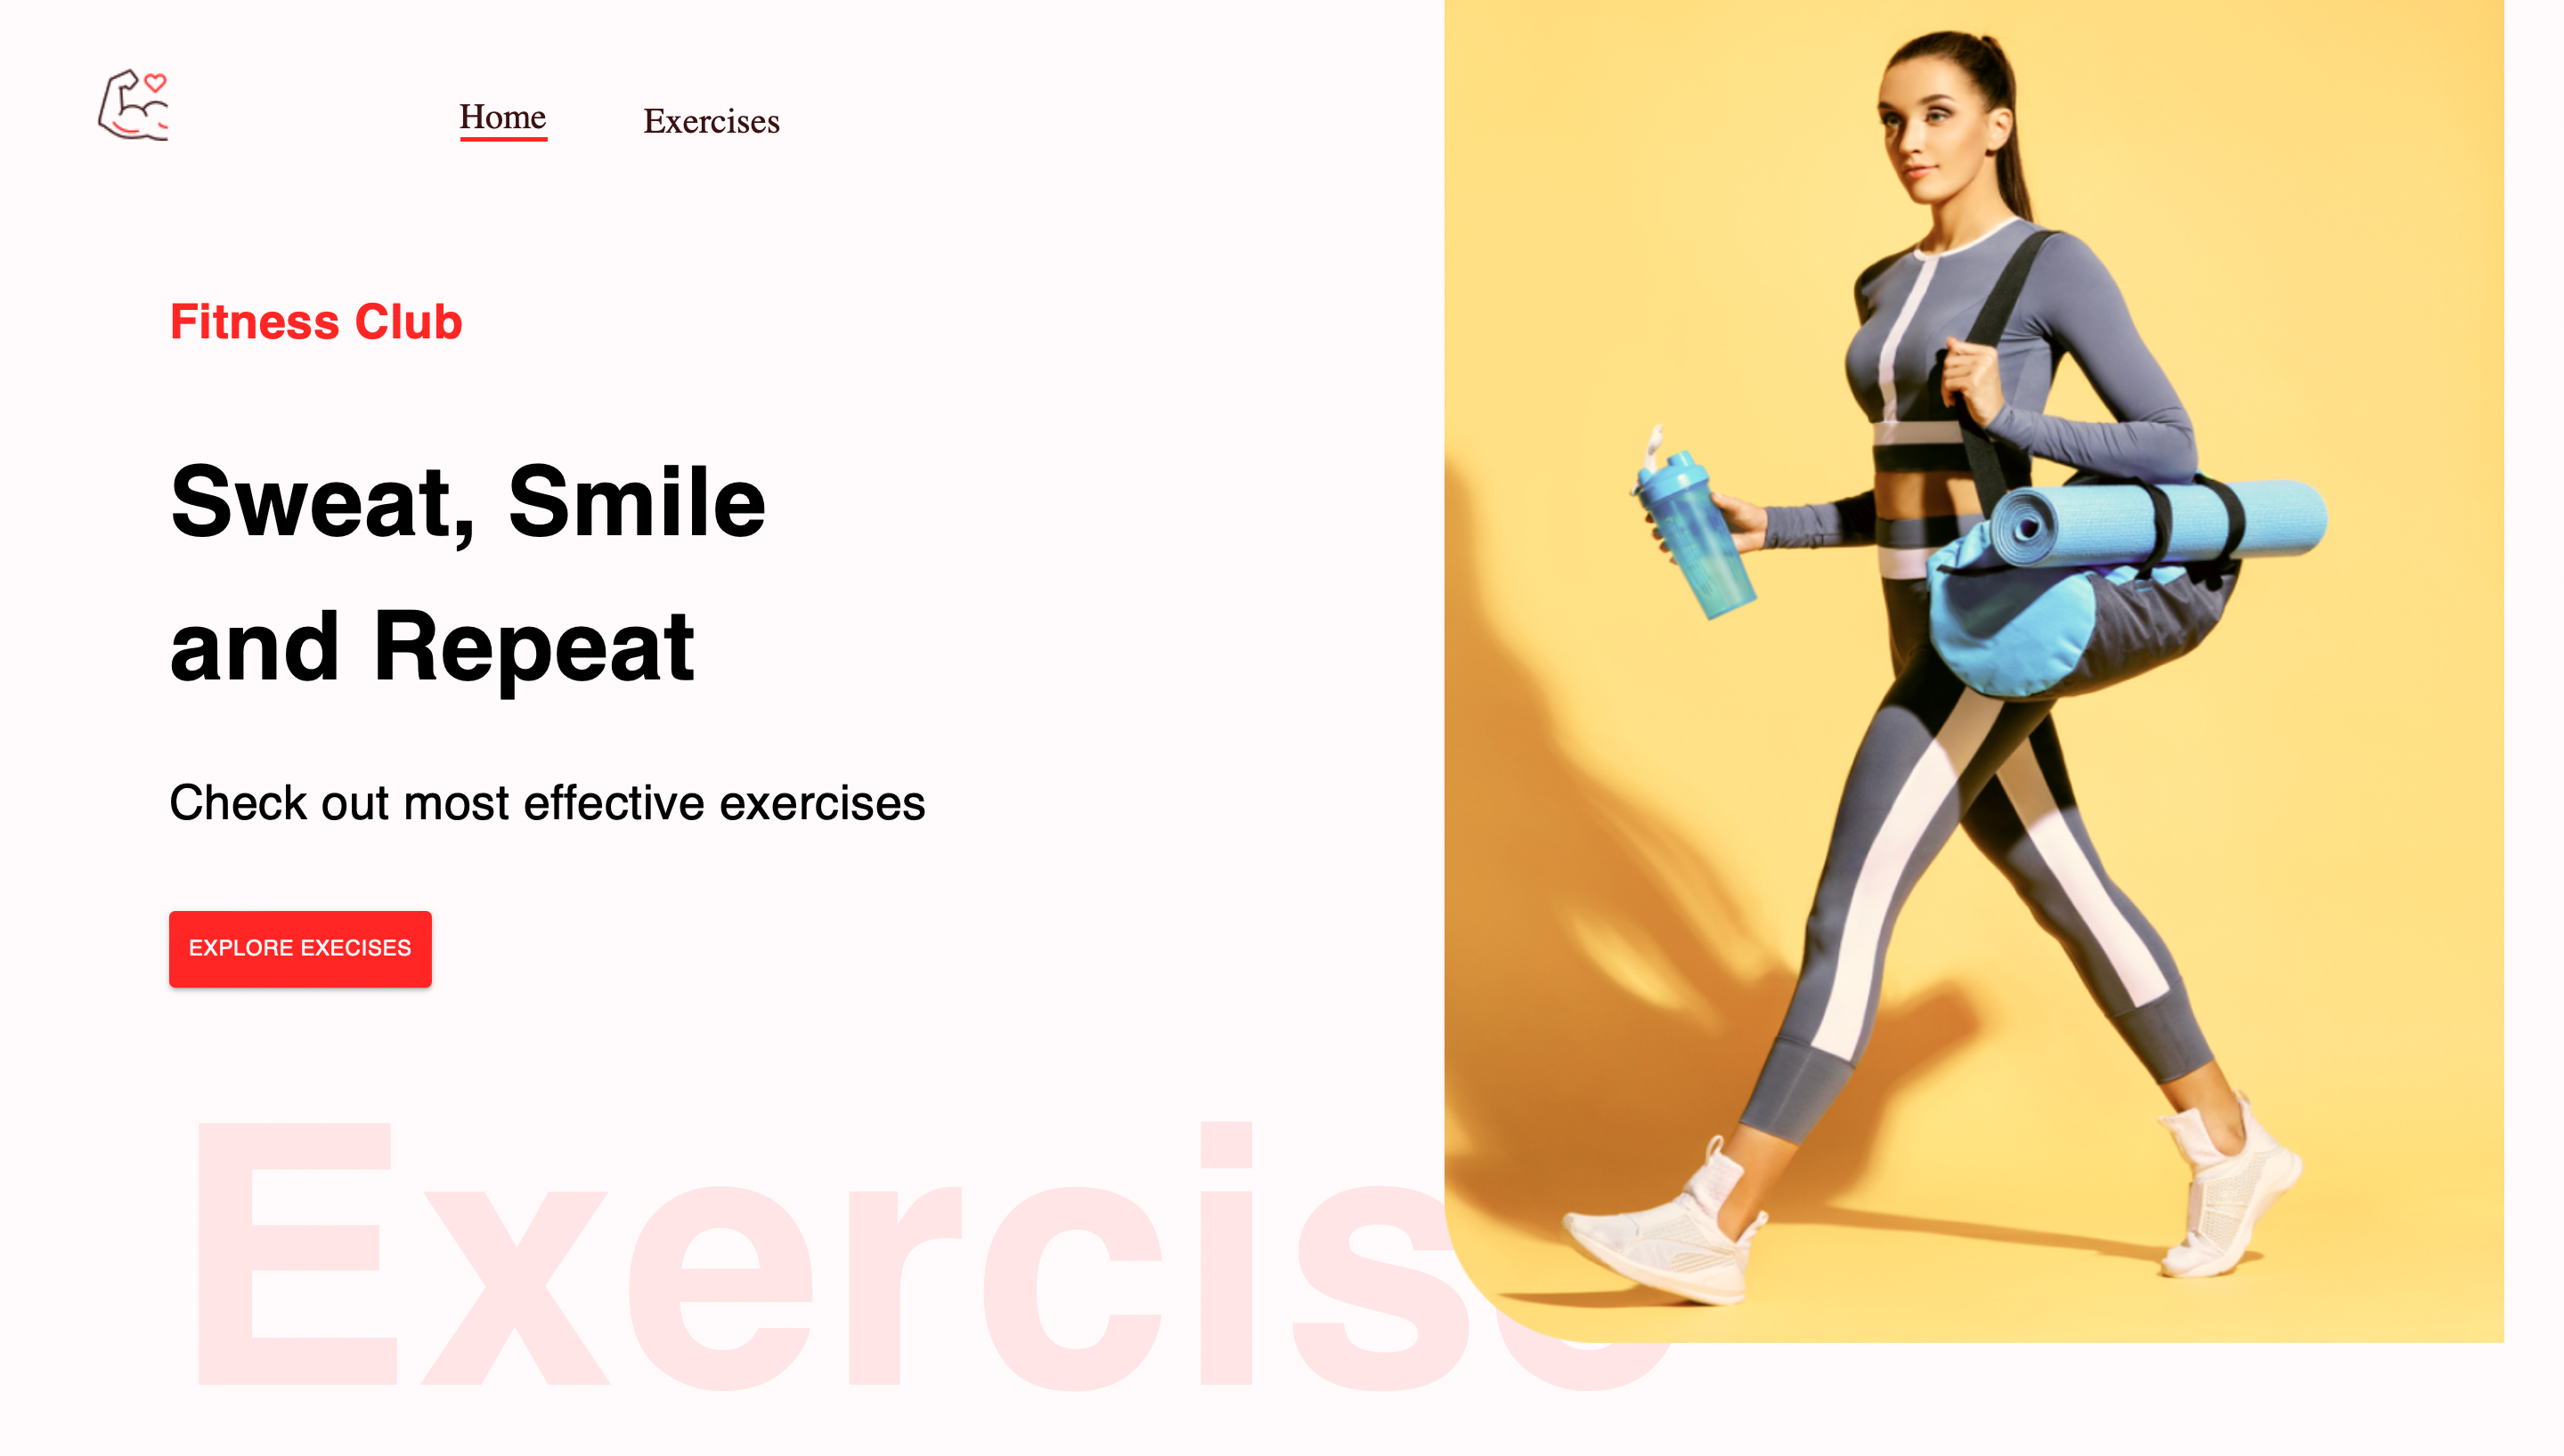 Home
Exercises
Fitness Club
Sweat, Smile
and Repeat
Check out most effective exercises
EXPLORE EXECISES
Exercise